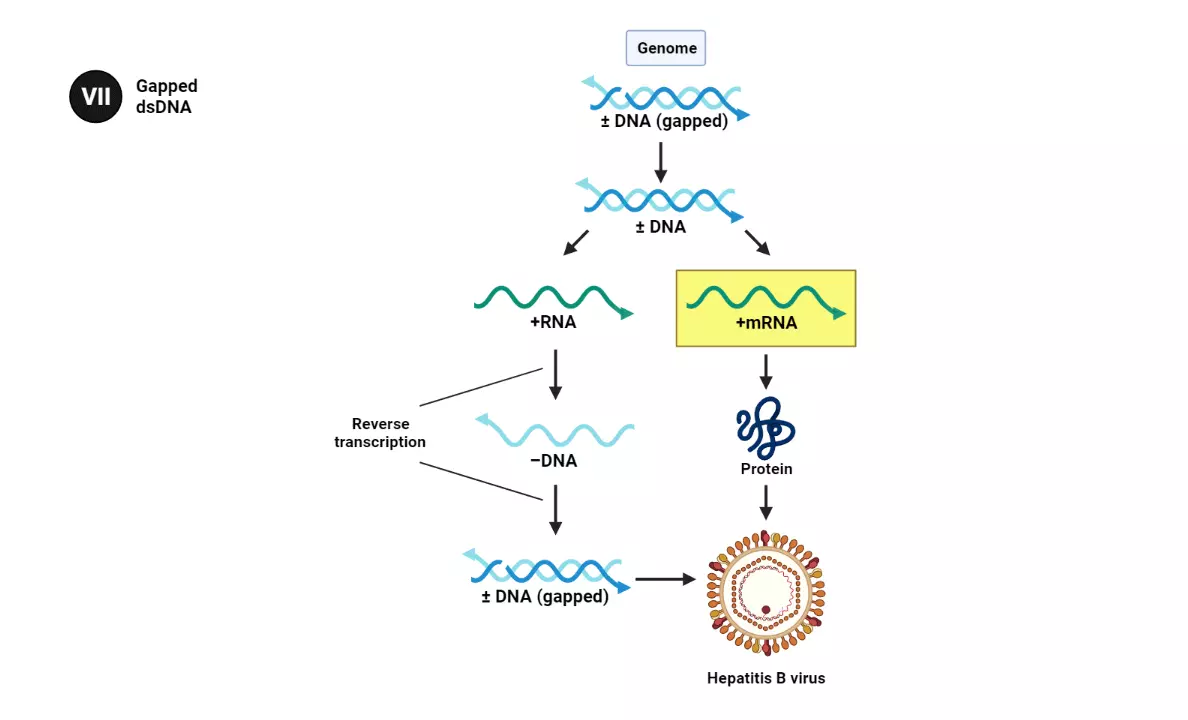 VII
Gapped
dsDNA
Genome
± DNA (gapped)
± DNA
+RNA
+mRNA
Reverse
transcription
−DNA
Protein
± DNA (gapped)
Hepatitis B virus